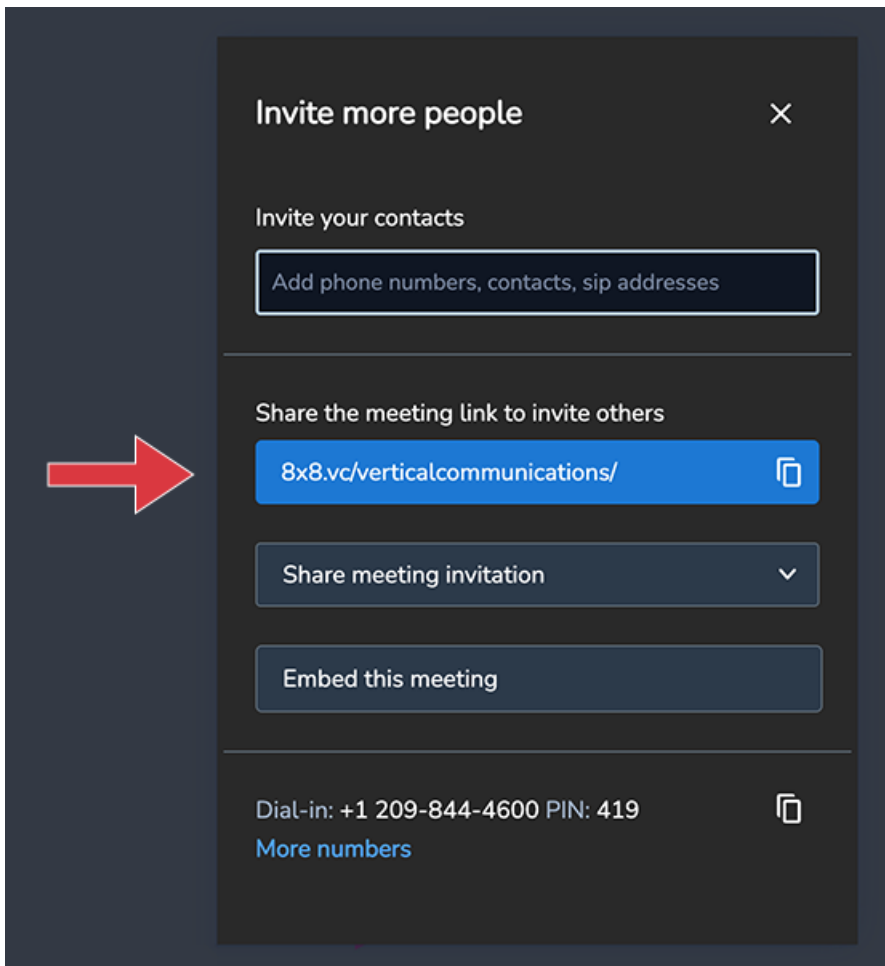 Invite more people
Invite your contacts
Add phone numbers, contacts, sip addresses
Share the meeting link to invite others
8x8.vc/verticalcommunications/
Share meeting invitation
Embed this meeting
Dial-in: +1 209-844-4600 PIN: 419
More numbers